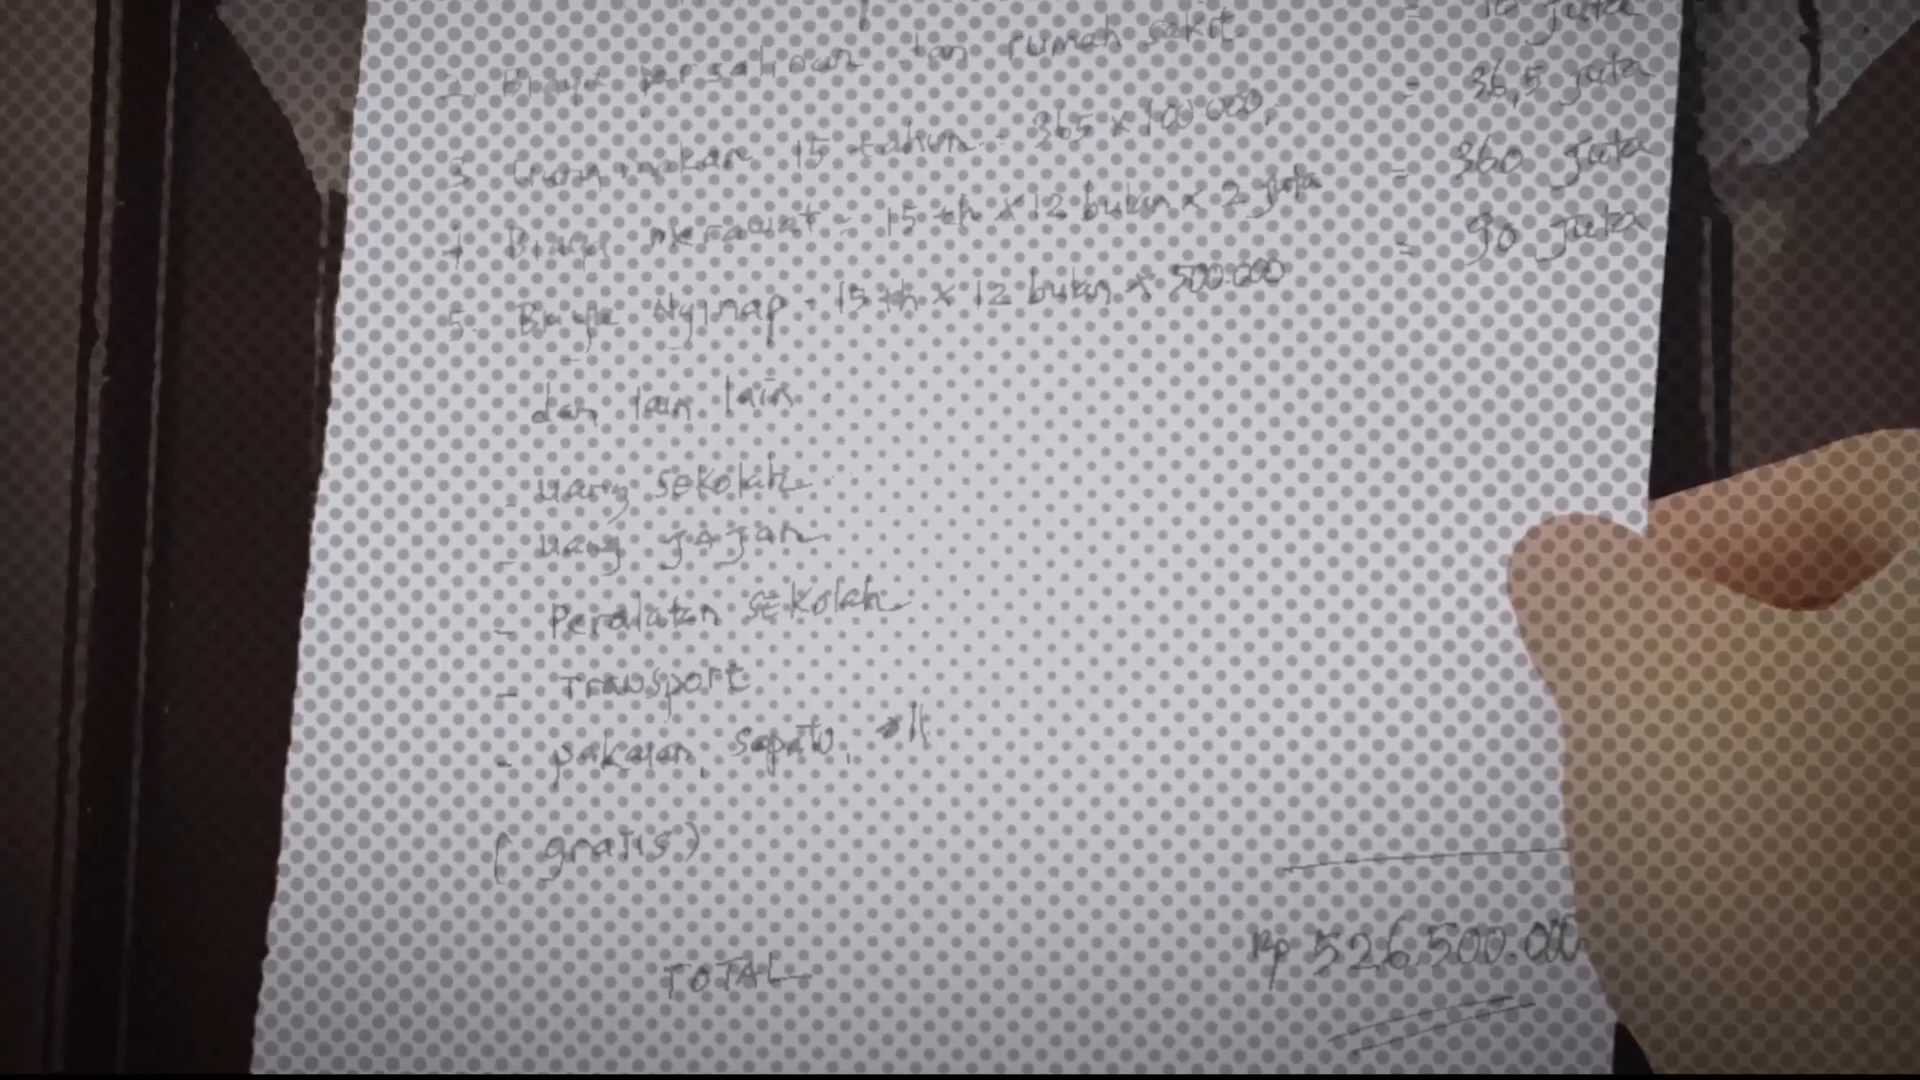 2. Biaya persalinan dan rumah sakit = 10 juta
3. Uang makan 15 tahun = 365 x 100.000, = 36,5 juta
4. Biaya merawat = 15 th x 12 bulan x 2 juta = 360 juta
5. Biaya Nginap = 15 th x 12 bulan x 500.000 = 90 juta
dan lain lain
- uang sekolah
- uang jajan
- Peralatan sekolah
- Transport
- pakaian, sepatu, dll
( gratis)
TOTAL Rp 526.500.000